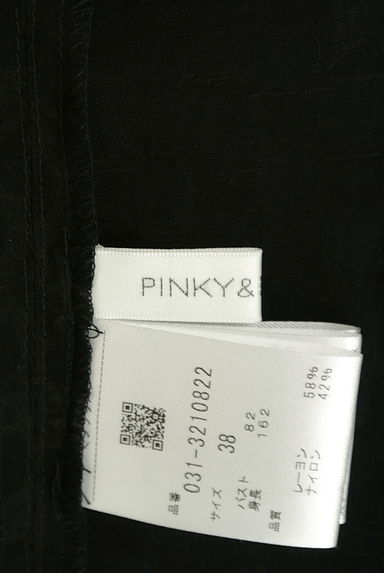 PINKY&
品番
031-3210822
サイズ 38
バスト 82
身長 162
品質
レーヨン 58%
ナイロン 42%